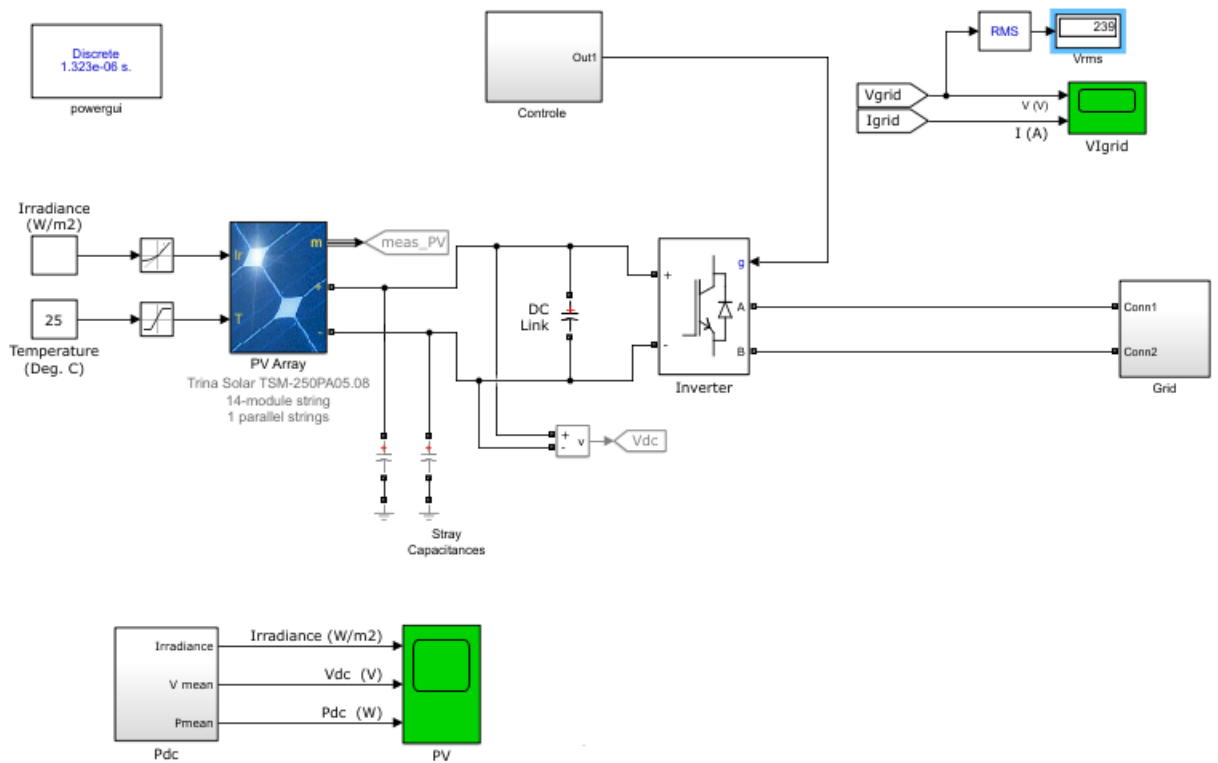 Discrete
1.323e-06 s.
powergui
Out1
Controle
RMS
239
Vrms
Vgrid
Igrid
V (V)
I (A)
VIgrid
Irradiance
(W/m2)
25
Temperature
(Deg. C)
Ir
T
m
+
-
PV Array
Trina Solar TSM-250PA05.08
14-module string
1 parallel strings
meas_PV
DC
Link
+
-
g
A
B
Inverter
Conn1
Conn2
Grid
+
-
v
Vdc
Stray
Capacitances
Irradiance
V mean
Pmean
Pdc
Irradiance (W/m2)
Vdc (V)
Pdc (W)
PV